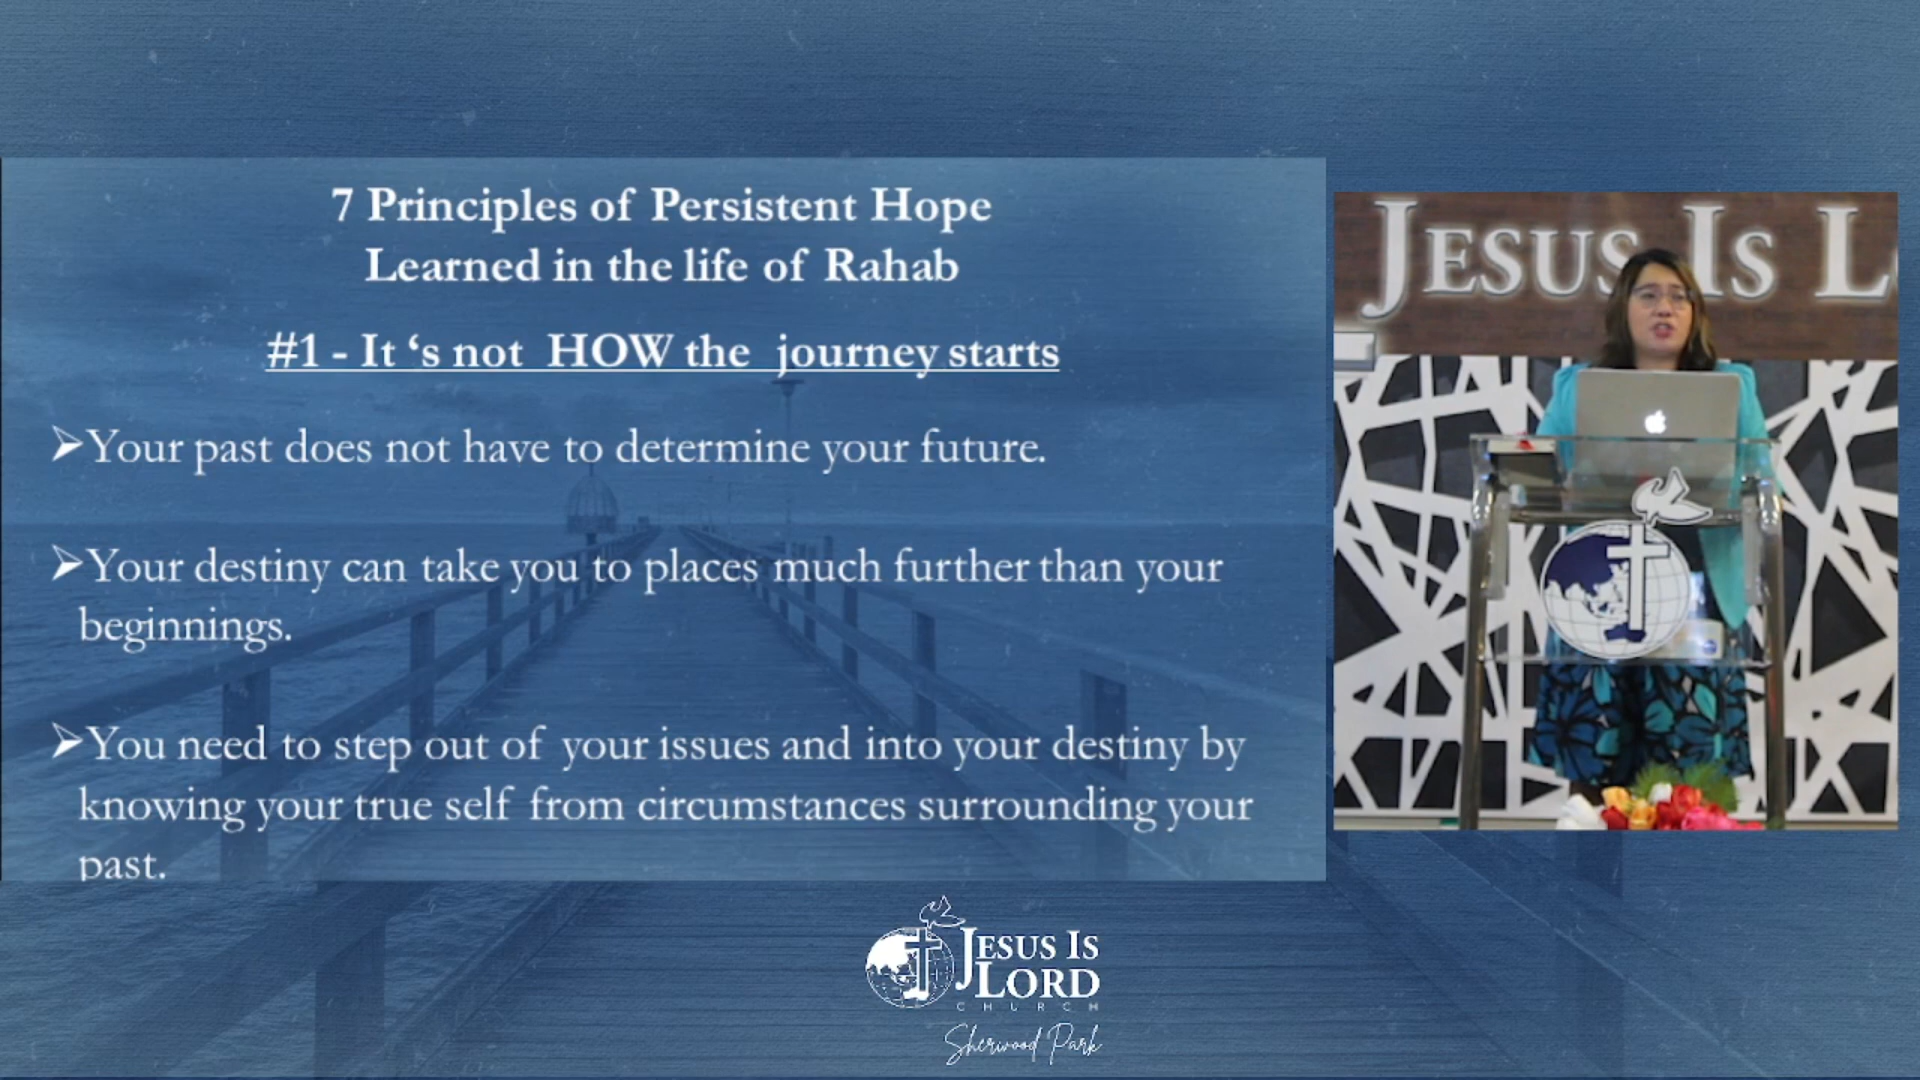 7 Principles of Persistent Hope
Learned in the life of Rahab
#1 - It ‘s not HOW the journey starts
➢Your past does not have to determine your future.
➢Your destiny can take you to places much further than your
beginnings.
➢You need to step out of your issues and into your destiny by
knowing your true self from circumstances surrounding your
past.
JESUS IS L
JESUS IS
LORD
CHURCH
Sherwood Park